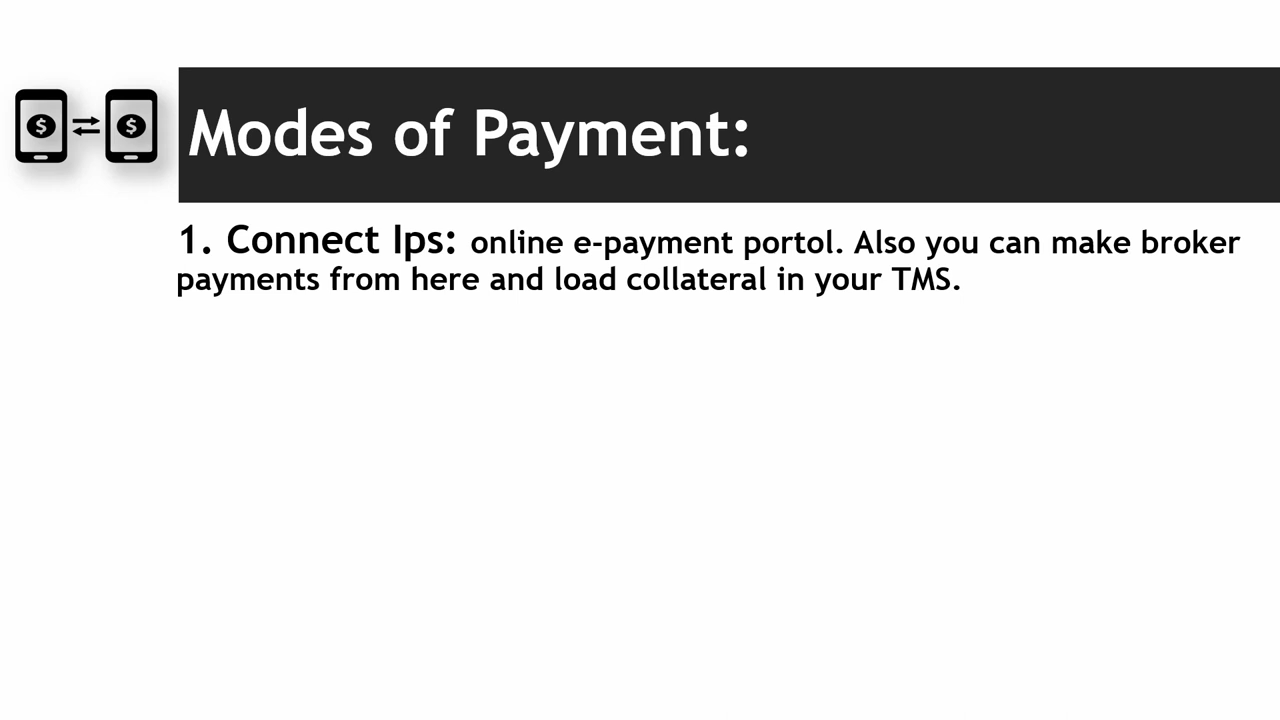 Modes of Payment:
1. Connect Ips: online e-payment portol. Also you can make broker
payments from here and load collateral in your TMS.